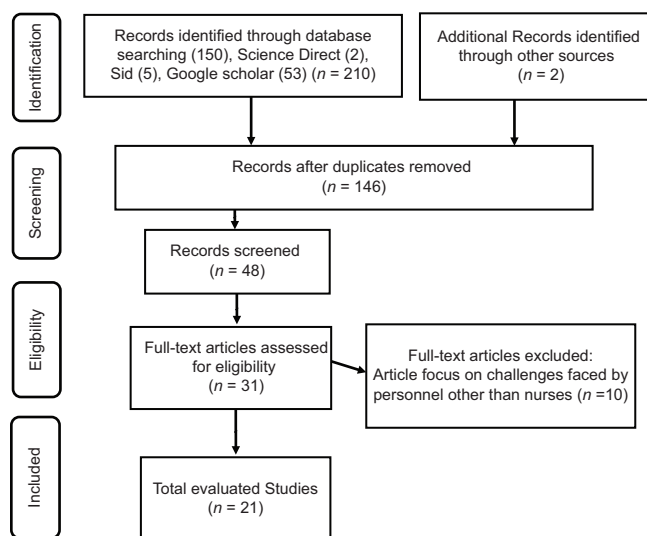 Identification
Records identified through database
searching (150), Science Direct (2),
Sid (5), Google scholar (53) (n = 210)
Additional Records identified
through other sources
(n = 2)
Screening
Records after duplicates removed
(n = 146)
Records screened
(n = 48)
Eligibility
Full-text articles assessed
for eligibility
(n = 31)
Full-text articles excluded:
Article focus on challenges faced by
personnel other than nurses (n =10)
Included
Total evaluated Studies
(n = 21)